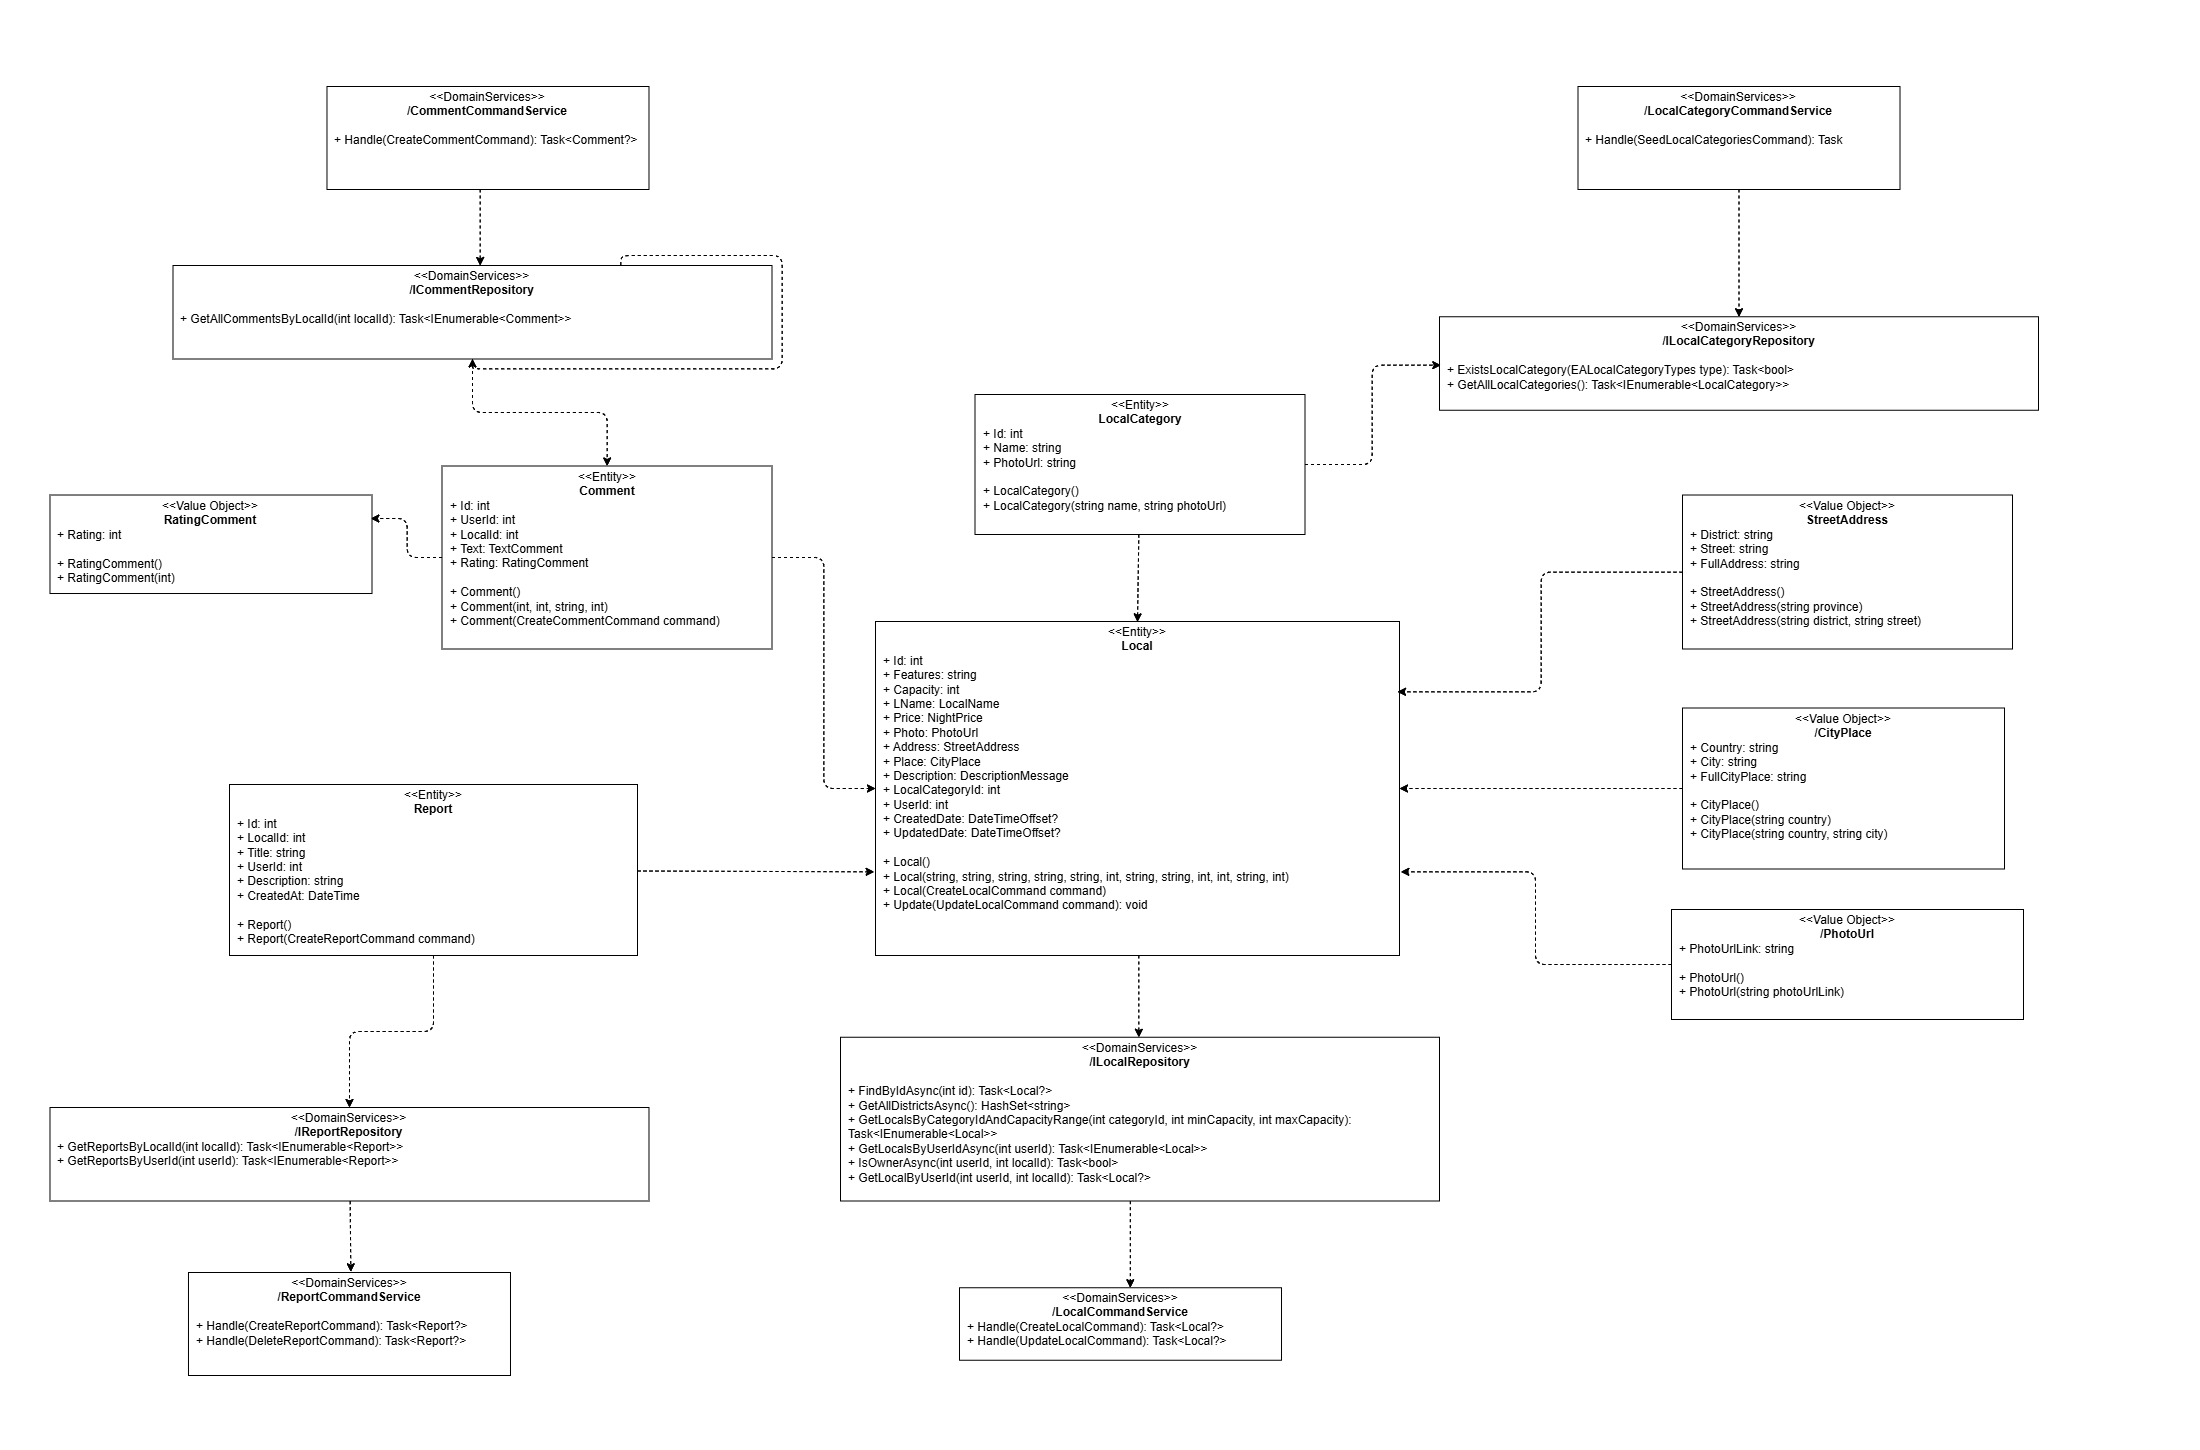 <<DomainServices>>
/CommentCommandService
+ Handle(CreateCommentCommand): Task<Comment?>
<<DomainServices>>
/LocalCategoryCommandService
+ Handle(SeedLocalCategoriesCommand): Task
<<DomainServices>>
/ICommentRepository
+ GetAllCommentsByLocalId(int localId): Task<IEnumerable<Comment>>
<<DomainServices>>
/ILocalCategoryRepository
+ ExistsLocalCategory(EALocalCategoryTypes type): Task<bool>
+ GetAllLocalCategories(): Task<IEnumerable<LocalCategory>>
<<Entity>>
LocalCategory
+ Id: int
+ Name: string
+ PhotoUrl: string
+ LocalCategory()
+ LocalCategory(string name, string photoUrl)
<<Entity>>
Comment
+ Id: int
+ UserId: int
+ LocalId: int
+ Text: TextComment
+ Rating: RatingComment
+ Comment()
+ Comment(int, int, string, int)
+ Comment(CreateCommentCommand command)
<<Value Object>>
RatingComment
+ Rating: int
+ RatingComment()
+ RatingComment(int)
<<Value Object>>
StreetAddress
+ District: string
+ Street: string
+ FullAddress: string
+ StreetAddress()
+ StreetAddress(string province)
+ StreetAddress(string district, string street)
<<Entity>>
Local
+ Id: int
+ Features: string
+ Capacity: int
+ LName: LocalName
+ Price: NightPrice
+ Photo: PhotoUrl
+ Address: StreetAddress
+ Place: CityPlace
+ Description: DescriptionMessage
+ LocalCategoryId: int
+ UserId: int
+ CreatedDate: DateTimeOffset?
+ UpdatedDate: DateTimeOffset?
+ Local()
+ Local(string, string, string, string, string, int, string, string, int, int, string, int)
+ Local(CreateLocalCommand command)
+ Update(UpdateLocalCommand command): void
<<Value Object>>
/CityPlace
+ Country: string
+ City: string
+ FullCityPlace: string
+ CityPlace()
+ CityPlace(string country)
+ CityPlace(string country, string city)
<<Entity>>
Report
+ Id: int
+ LocalId: int
+ Title: string
+ UserId: int
+ Description: string
+ CreatedAt: DateTime
+ Report()
+ Report(CreateReportCommand command)
<<Value Object>>
/PhotoUrl
+ PhotoUrlLink: string
+ PhotoUrl()
+ PhotoUrl(string photoUrlLink)
<<DomainServices>>
/ILocalRepository
+ FindByIdAsync(int id): Task<Local?>
+ GetAllDistrictsAsync(): HashSet<string>
+ GetLocalsByCategoryIdAndCapacityRange(int categoryId, int minCapacity, int maxCapacity):
Task<IEnumerable<Local>>
+ GetLocalsByUserIdAsync(int userId): Task<IEnumerable<Local>>
+ IsOwnerAsync(int userId, int localId): Task<bool>
+ GetLocalByUserId(int userId, int localId): Task<Local?>
<<DomainServices>>
/IReportRepository
+ GetReportsByLocalId(int localId): Task<IEnumerable<Report>>
+ GetReportsByUserId(int userId): Task<IEnumerable<Report>>
<<DomainServices>>
/ReportCommandService
+ Handle(CreateReportCommand): Task<Report?>
+ Handle(DeleteReportCommand): Task<Report?>
<<DomainServices>>
/LocalCommandService
+ Handle(CreateLocalCommand): Task<Local?>
+ Handle(UpdateLocalCommand): Task<Local?>